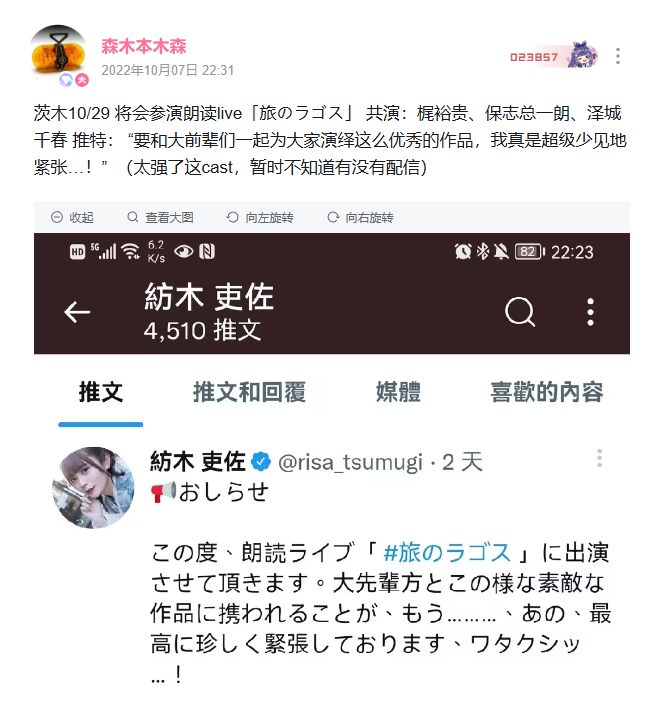 森木本木森
2022年10月07日 22:31
023857
茨木10/29 将会参演朗读live「旅のラゴス」 共演：梶裕贵、保志总一朗、泽城
千春 推特：“要和大前辈们一起为大家演绎这么优秀的作品，我真是超级少见地
紧张…！”（太强了这cast，暂时不知道有没有配信）
收起 查看大图 向左旋转 向右旋转
HD 5G 6.2 K/s 82 22:23
紡木 吏佐
4,510 推文
推文 推文和回覆 媒體 喜歡的內容
紡木 吏佐 @risa_tsumugi · 2 天
おしらせ
この度、朗読ライブ「 #旅のラゴス 」に出演
させて頂きます。大先輩方とこの様な素敵な
作品に携われることが、もう………、あの、最
高に珍しく緊張しております、ワタクシッ
…！